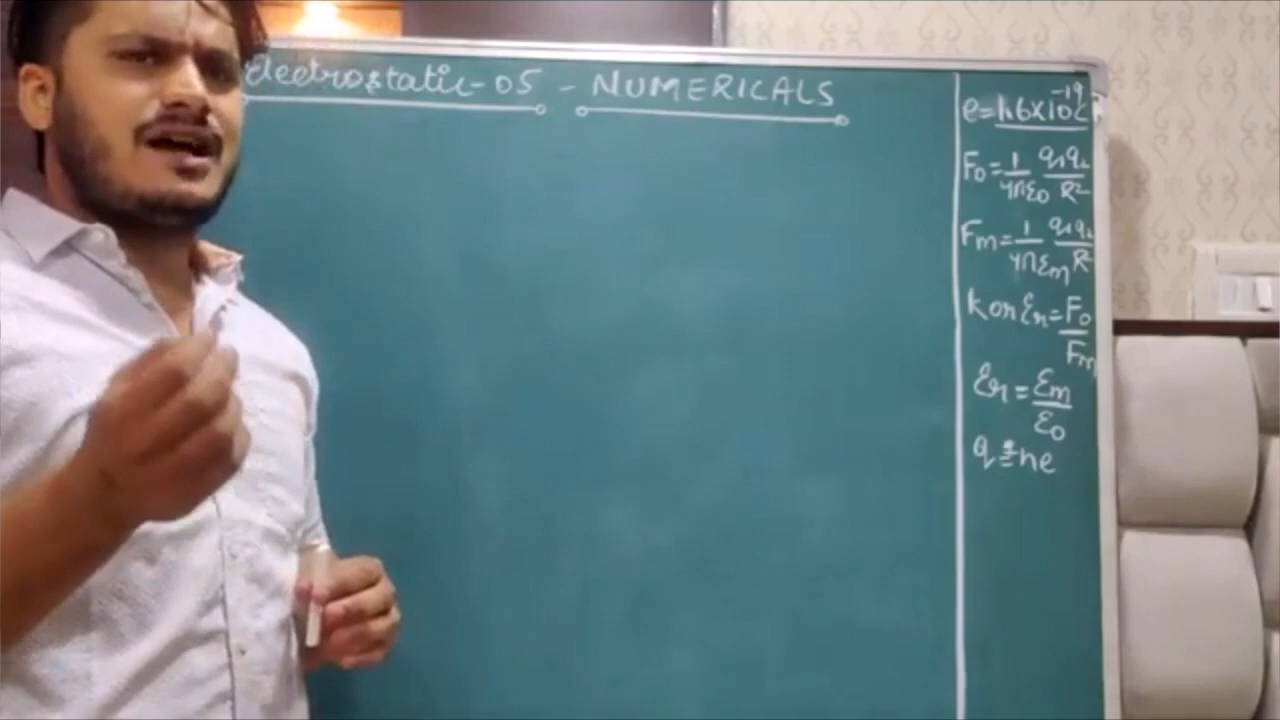 Electrostatic-05 - NUMERICALS
e=1.6×10⁻¹⁹C
F₀=1/4πε₀ q₁q₂/R²
Fm=1/4πεm q₁q₂/R²
k or εr=F₀/Fm
εr=εm/ε₀
q=ne